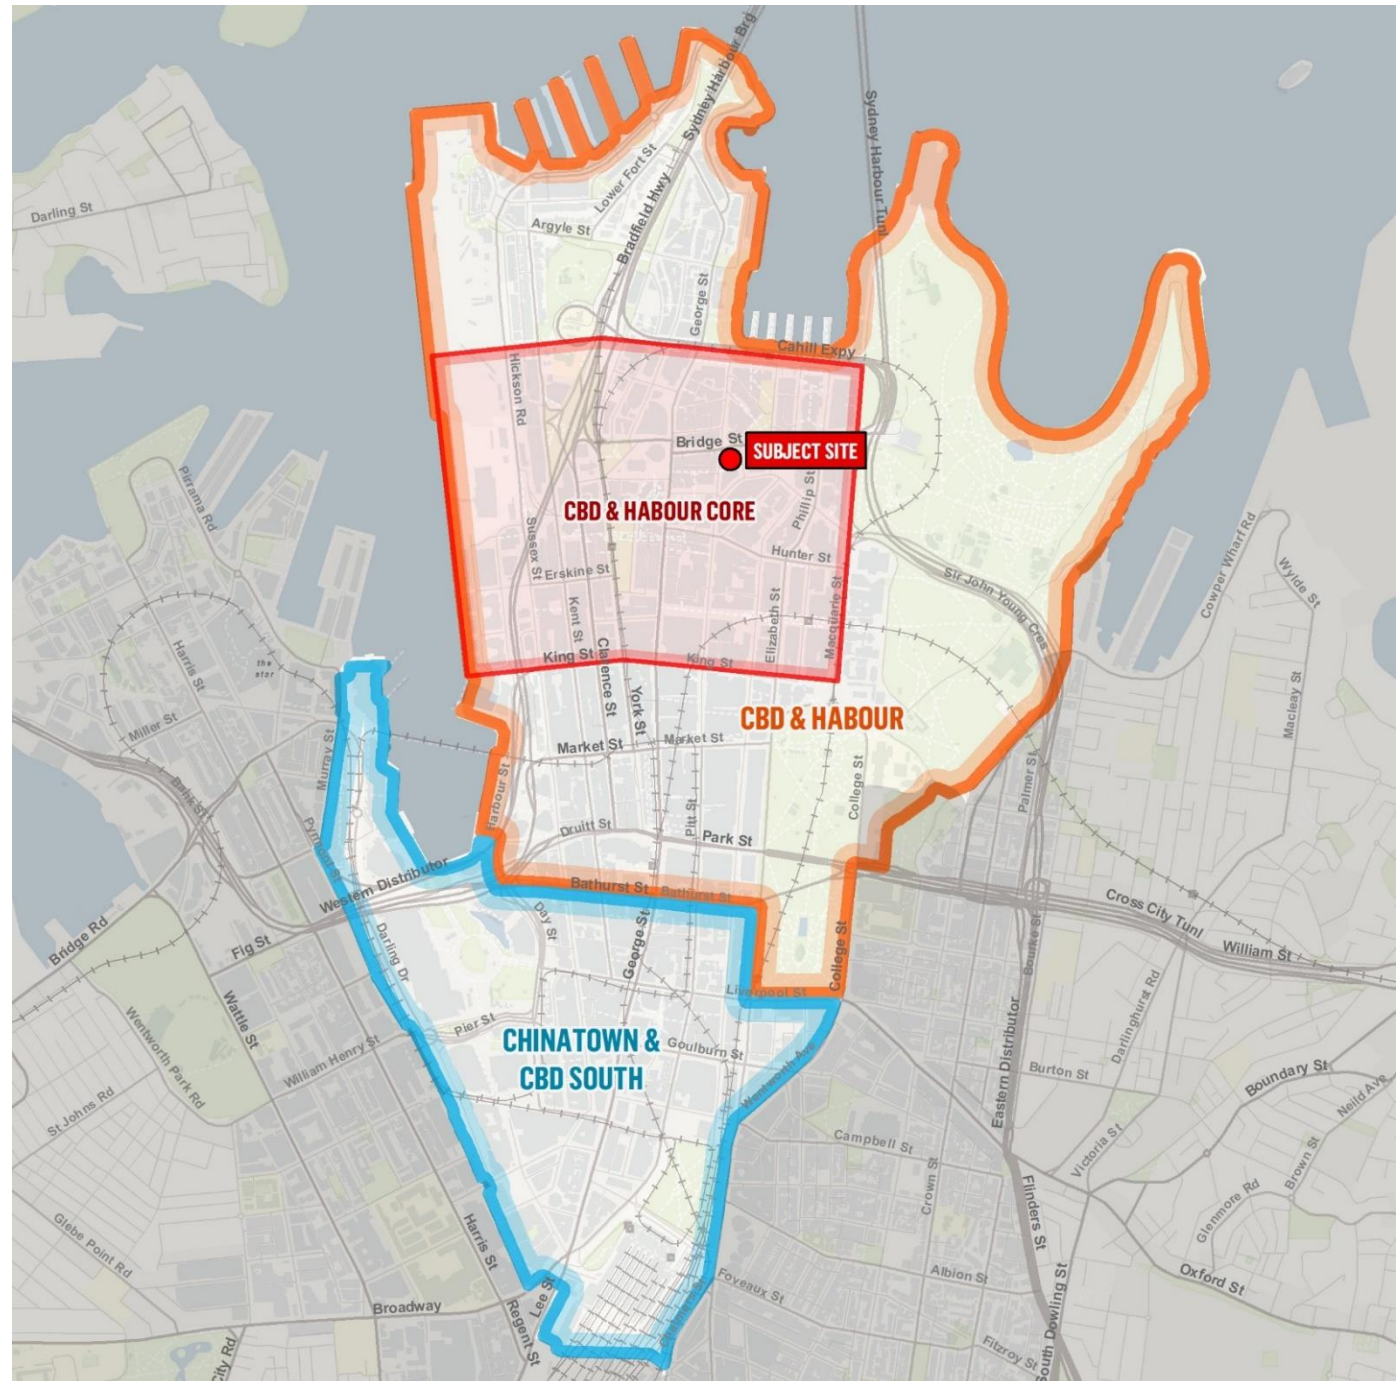 Sydney Harbour Brg
Sydney Harbour Tunl
Darling St
Lower Fort St
Argyle St
Bradfield Hwy
George St
Cahill Expy
Hickson Rd
Bridge St
SUBJECT SITE
Pirrama Rd
CBD & HABOUR CORE
Phillip St
Sussex St
Hunter St
Cowper Wharf Rd
Wylde St
Erskine St
Sir John Young Cres
Kent St
Elizabeth St
Macquarie St
Harris St
the
star
King St
King St
Clarence St
York St
Macleay St
Miller St
CBD & HABOUR
Market St
Market St
Murray St
Harbour St
College St
Palmer St
Bank St
Pitt St
Druitt St
Park St
Pyrmont St
Western Distributor
Bathurst St
Bathurst St
Cross City Tunl
William St
Bridge Rd
Fig St
Day St
George St
Darling Dr
College St
Bourke St
Liverpool St
Wattle St
Wentworth Park Rd
Pier St
William Henry St
CHINATOWN &
CBD SOUTH
Goulburn St
Wentworth Ave
Eastern Distributor
Darlinghurst Rd
Burton St
Boundary St
Neild Ave
St Johns Rd
Campbell St
Victoria St
Crown St
Brown St
Glenmore Rd
Flinders St
Glebe Point Rd
Harris St
Oxford St
Albion St
Foveaux St
Lee St
Broadway
Regent St
Fitzroy St
South Dowling St
City Rd